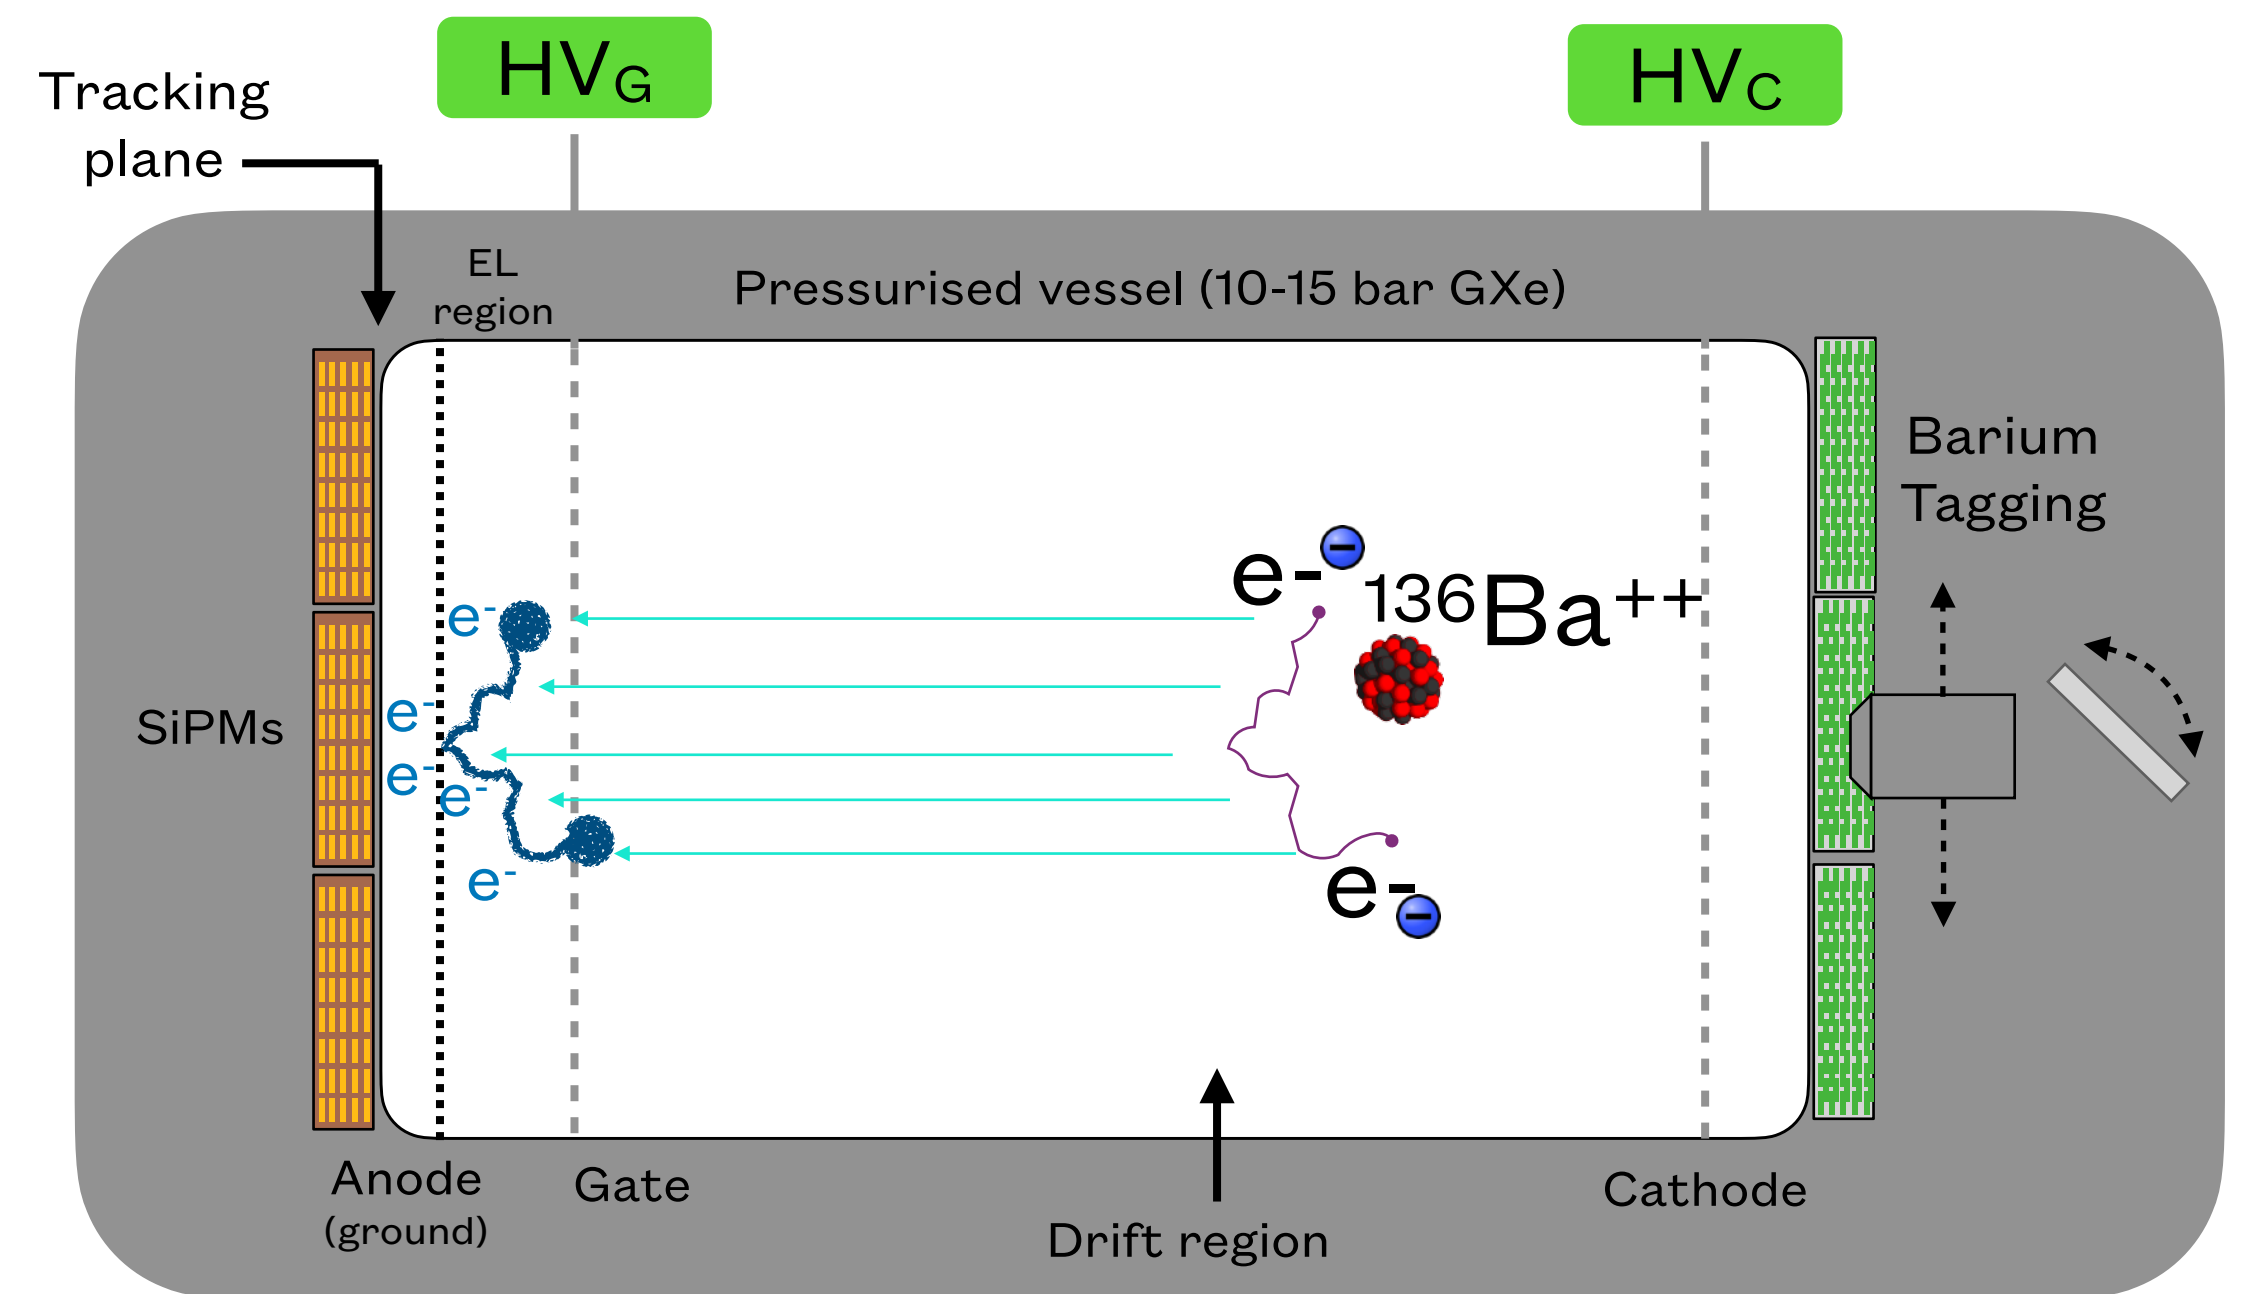 HVG
HVC
Tracking
plane
EL
region
Pressurised vessel (10-15 bar GXe)
Barium
Tagging
e-
136Ba++
e-
e-
SiPMs
e-
e-
e-
e-
Anode
(ground)
Gate
Cathode
Drift region